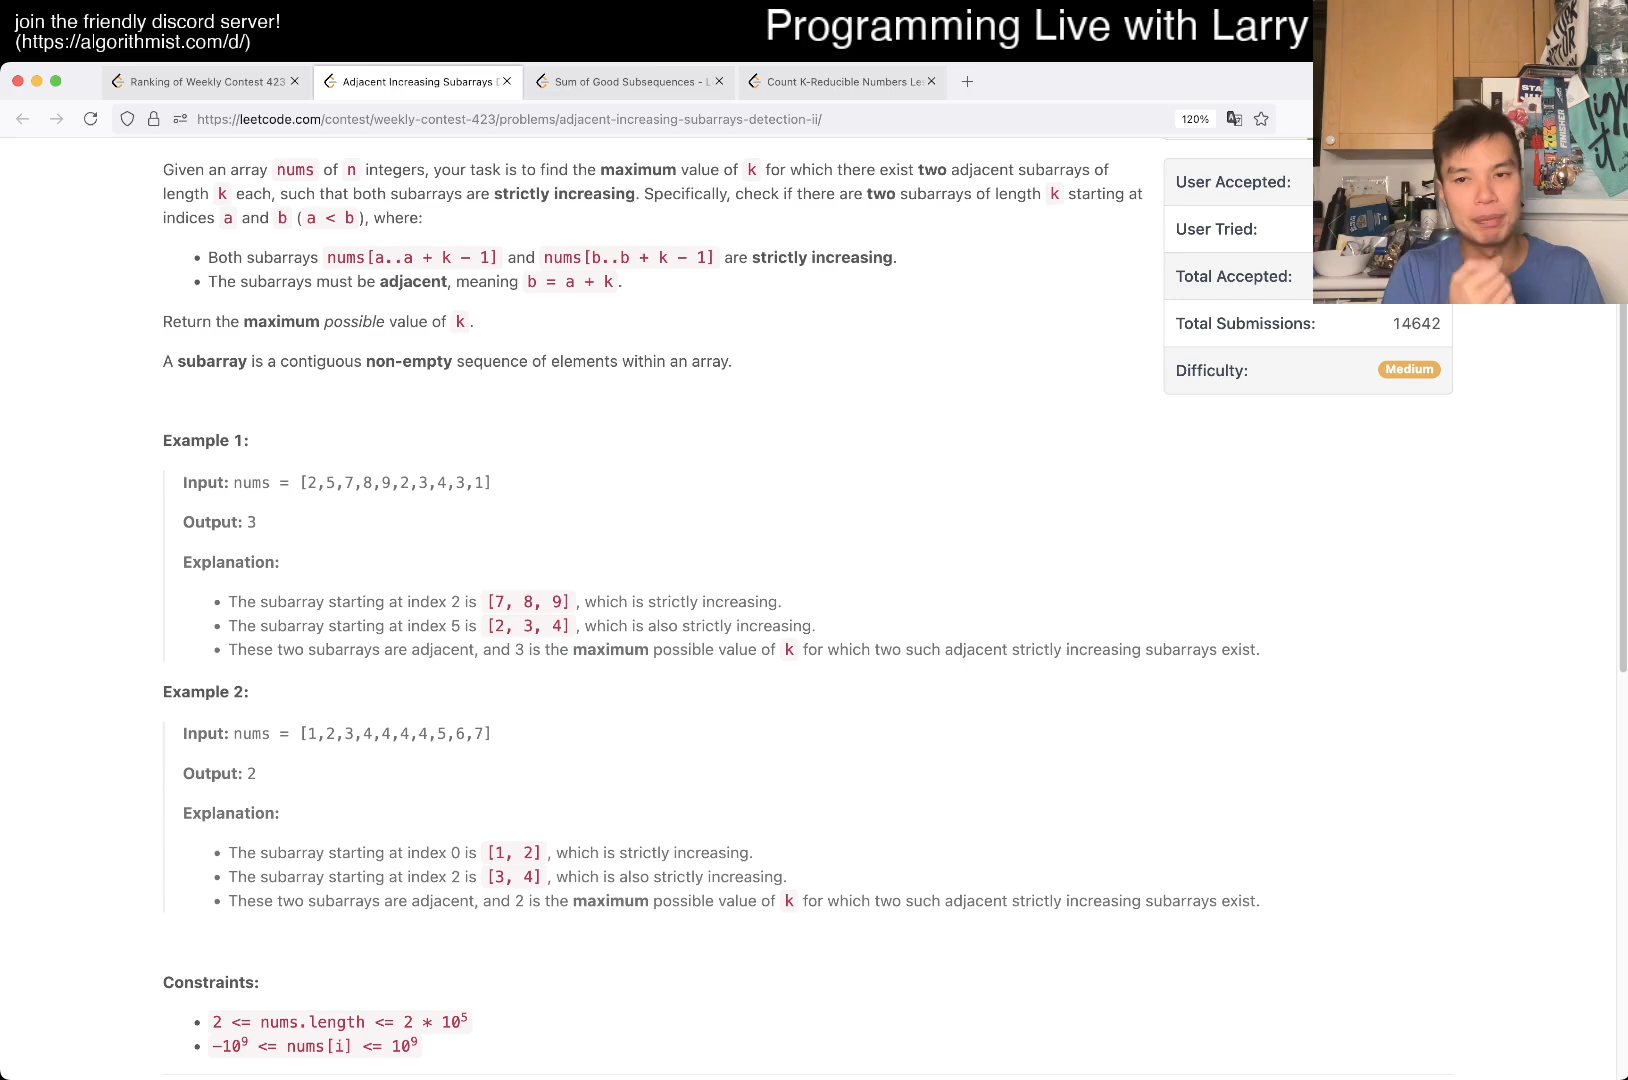 join the friendly discord server!
(https://algorithmist.com/d/)
Programming Live with Larry
Ranking of Weekly Contest 423
Adjacent Increasing Subarrays D
Sum of Good Subsequences - L
Count K-Reducible Numbers Le
https://leetcode.com/contest/weekly-contest-423/problems/adjacent-increasing-subarrays-detection-ii/
120%
Given an array nums of n integers, your task is to find the maximum value of k for which there exist two adjacent subarrays of
length k each, such that both subarrays are strictly increasing. Specifically, check if there are two subarrays of length k starting at
indices a and b (a < b), where:
• Both subarrays nums[a..a + k - 1] and nums[b..b + k - 1] are strictly increasing.
• The subarrays must be adjacent, meaning b = a + k.
Return the maximum possible value of k.
A subarray is a contiguous non-empty sequence of elements within an array.
User Accepted:
User Tried:
Total Accepted:
Total Submissions: 14642
Difficulty: Medium
Example 1:
Input: nums = [2,5,7,8,9,2,3,4,3,1]
Output: 3
Explanation:
• The subarray starting at index 2 is [7, 8, 9], which is strictly increasing.
• The subarray starting at index 5 is [2, 3, 4], which is also strictly increasing.
• These two subarrays are adjacent, and 3 is the maximum possible value of k for which two such adjacent strictly increasing subarrays exist.
Example 2:
Input: nums = [1,2,3,4,4,4,4,5,6,7]
Output: 2
Explanation:
• The subarray starting at index 0 is [1, 2], which is strictly increasing.
• The subarray starting at index 2 is [3, 4], which is also strictly increasing.
• These two subarrays are adjacent, and 2 is the maximum possible value of k for which two such adjacent strictly increasing subarrays exist.
Constraints:
• 2 <= nums.length <= 2 * 10⁵
• -10⁹ <= nums[i] <= 10⁹